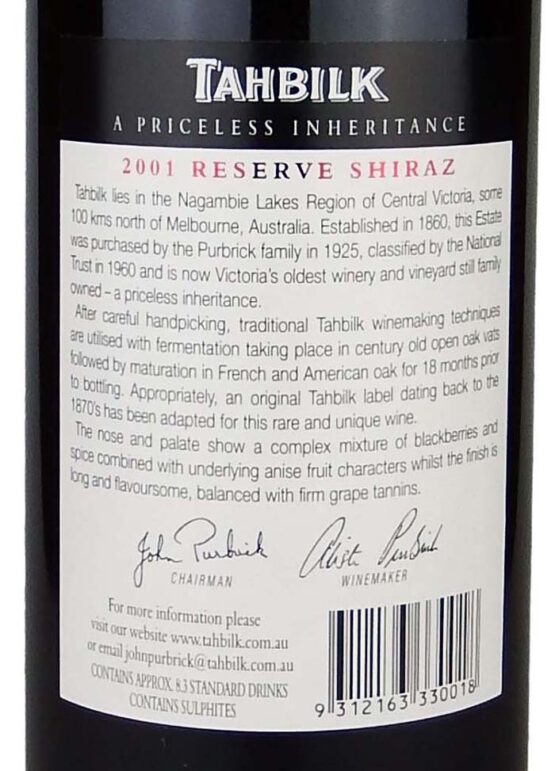 TAHBILK
A PRICELESS INHERITANCE
2001 RESERVE SHIRAZ
Tahbilk lies in the Nagambie Lakes Region of Central Victoria, some
100 kms north of Melbourne, Australia. Established in 1860, this Estate
was purchased by the Purbrick family in 1925, classified by the National
Trust in 1960 and is now Victoria's oldest winery and vineyard still family
owned – a priceless inheritance.
After careful handpicking, traditional Tahbilk winemaking techniques
are utilised with fermentation taking place in century old open oak vats
followed by maturation in French and American oak for 18 months prior
to bottling. Appropriately, an original Tahbilk label dating back to the
1870's has been adapted for this rare and unique wine.
The nose and palate show a complex mixture of blackberries and
spice combined with underlying anise fruit characters whilst the finish is
long and flavoursome, balanced with firm grape tannins.
John Purbrick
CHAIRMAN
Purbrick
WINEMAKER
For more information please
visit our website www.tahbilk.com.au
or email johnpurbrick@tahbilk.com.au
CONTAINS APPROX. 8.3 STANDARD DRINKS
CONTAINS SULPHITES
9 312163 330018